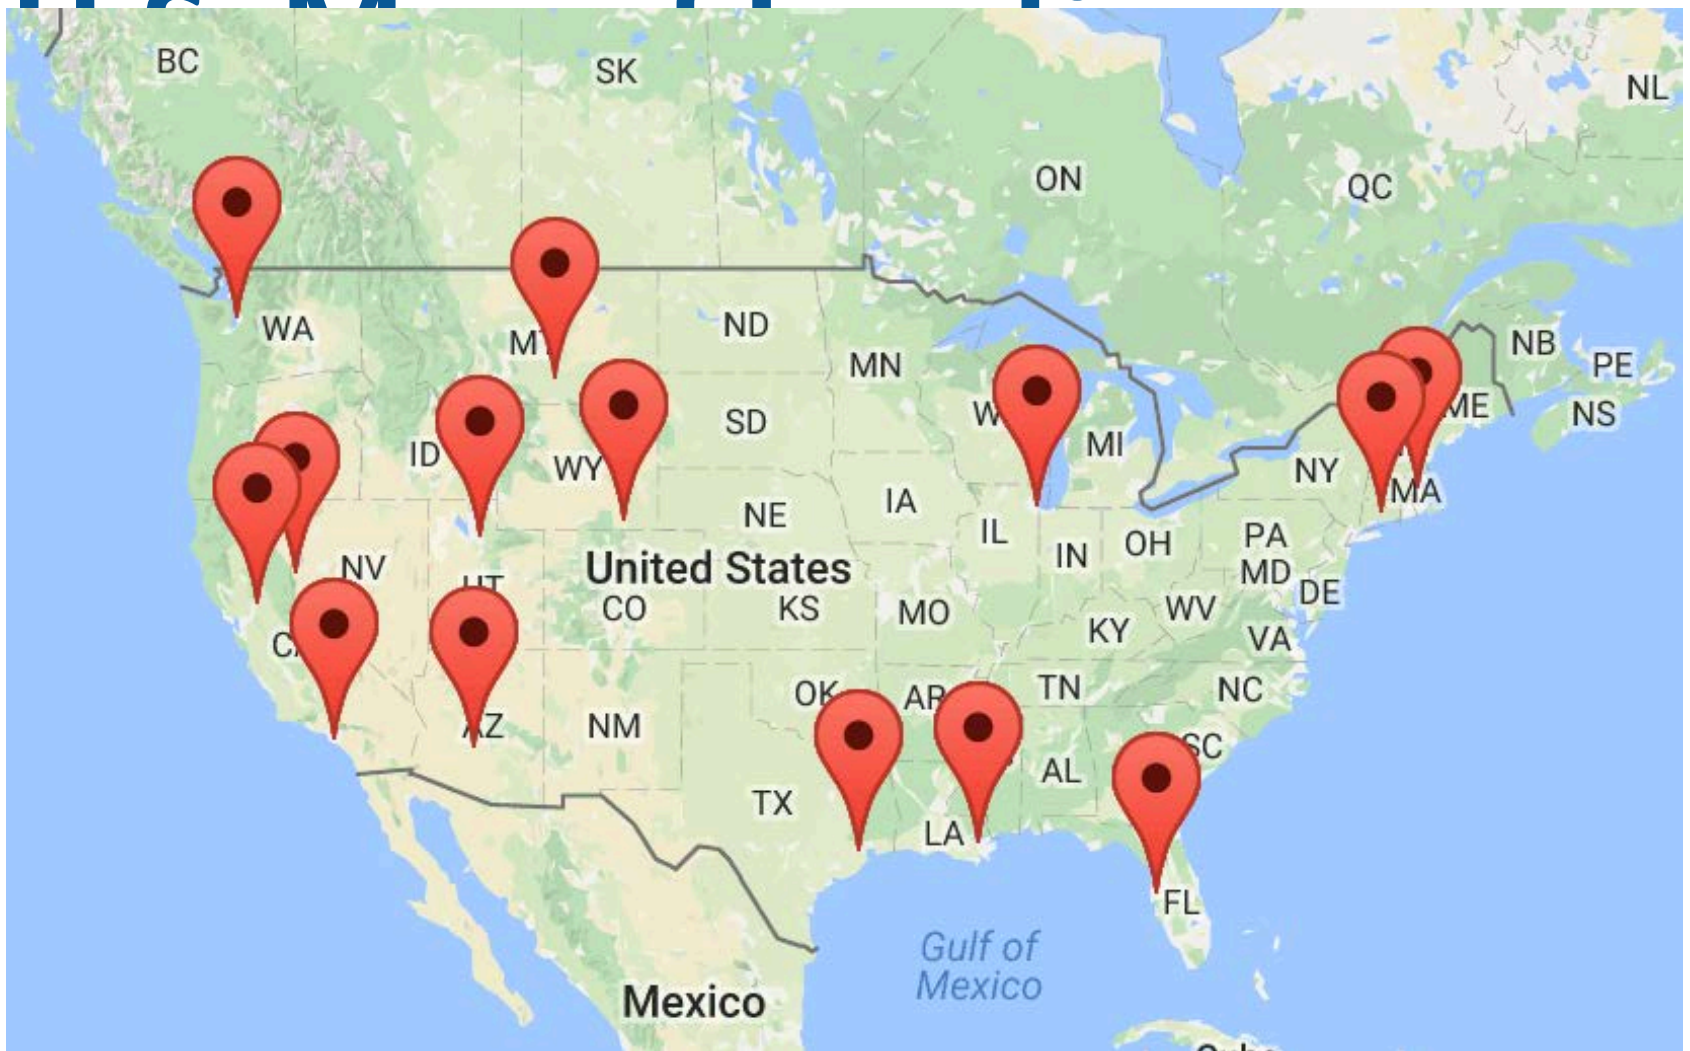 BC
SK
NL
ON
QC
WA
ND
NB
MN
PE
ME
NS
SD
MI
ID
WY
NY
MA
IA
NE
IL
PA
OH
IN
NV
United States
MD
DE
CO
KS
MO
WV
KY
VA
TN
NC
NM
AL
TX
LA
FL
Gulf of
Mexico
Mexico